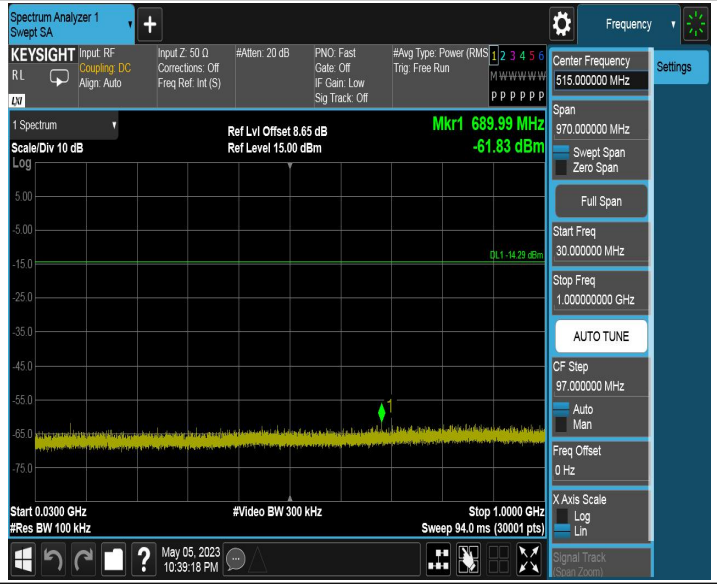 Spectrum Analyzer 1
Swept SA
Frequency
KEYSIGHT
RL
LXI
Input: RF
Coupling: DC
Align: Auto
Input Z: 50 Ω
Corrections: Off
Freq Ref: Int (S)
#Atten: 20 dB
PNO: Fast
Gate: Off
IF Gain: Low
Sig Track: Off
#Avg Type: Power (RMS
Trig: Free Run
1 2 3 4 5 6
M W W W W W
P P P P P P
Settings
1 Spectrum
Scale/Div 10 dB
Log
Ref Lvl Offset 8.65 dB
Ref Level 15.00 dBm
Mkr1 689.99 MHz
-61.83 dBm
5.00
-5.00
-15.0
-25.0
-35.0
-45.0
-55.0
-65.0
-75.0
DL1 -14.29 dBm
1
Start 0.0300 GHz
#Res BW 100 kHz
#Video BW 300 kHz
Stop 1.0000 GHz
Sweep 94.0 ms (30001 pts)
Center Frequency
515.000000 MHz
Span
970.000000 MHz
Swept Span
Zero Span
Full Span
Start Freq
30.000000 MHz
Stop Freq
1.000000000 GHz
AUTO TUNE
CF Step
97.000000 MHz
Auto
Man
Freq Offset
0 Hz
X Axis Scale
Log
Lin
Signal Track
(Span Zoom)
?
May 05, 2023
10:39:18 PM